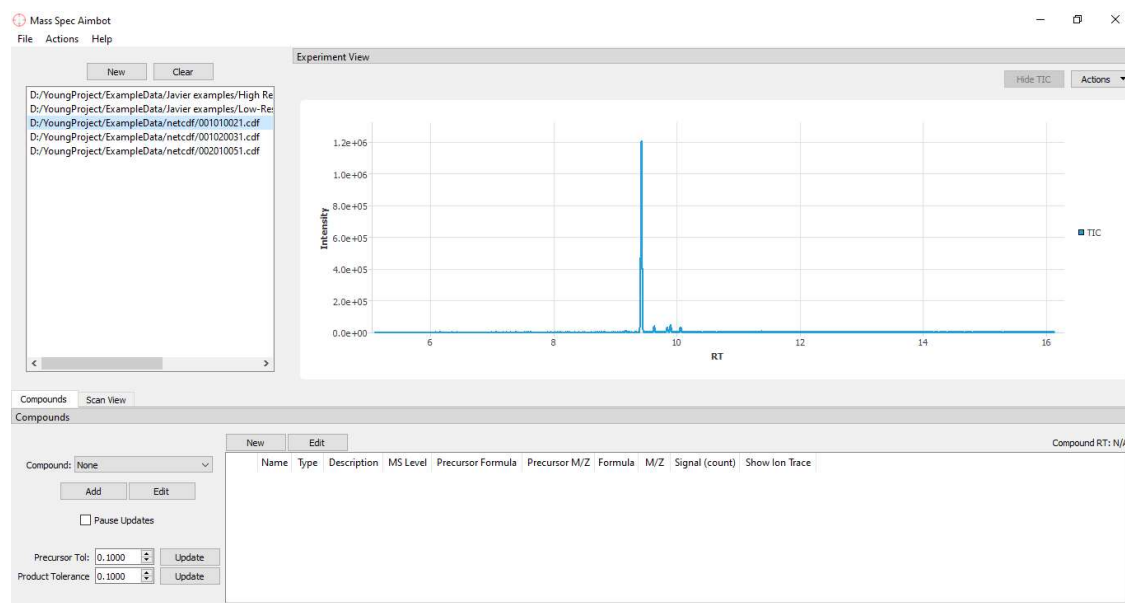 Mass Spec Aimbot
File Actions Help
New Clear
D:/YoungProject/ExampleData/Javier examples/High Re
D:/YoungProject/ExampleData/Javier examples/Low-Res
D:/YoungProject/ExampleData/netcdf/001010021.cdf
D:/YoungProject/ExampleData/netcdf/001020031.cdf
D:/YoungProject/ExampleData/netcdf/002010051.cdf
Experiment View
Hide TIC Actions
1.2e+06
1.0e+06
8.0e+05
6.0e+05
4.0e+05
2.0e+05
0.0e+00
Intensity
6 8 10 12 14 16
RT
TIC
Compounds Scan View
Compounds
Compound: None
Add Edit
Pause Updates
Precursor Tol: 0.1000 Update
Product Tolerance 0.1000 Update
New Edit
Compound RT: N/A
Name Type Description MS Level Precursor Formula Precursor M/Z Formula M/Z Signal (count) Show Ion Trace